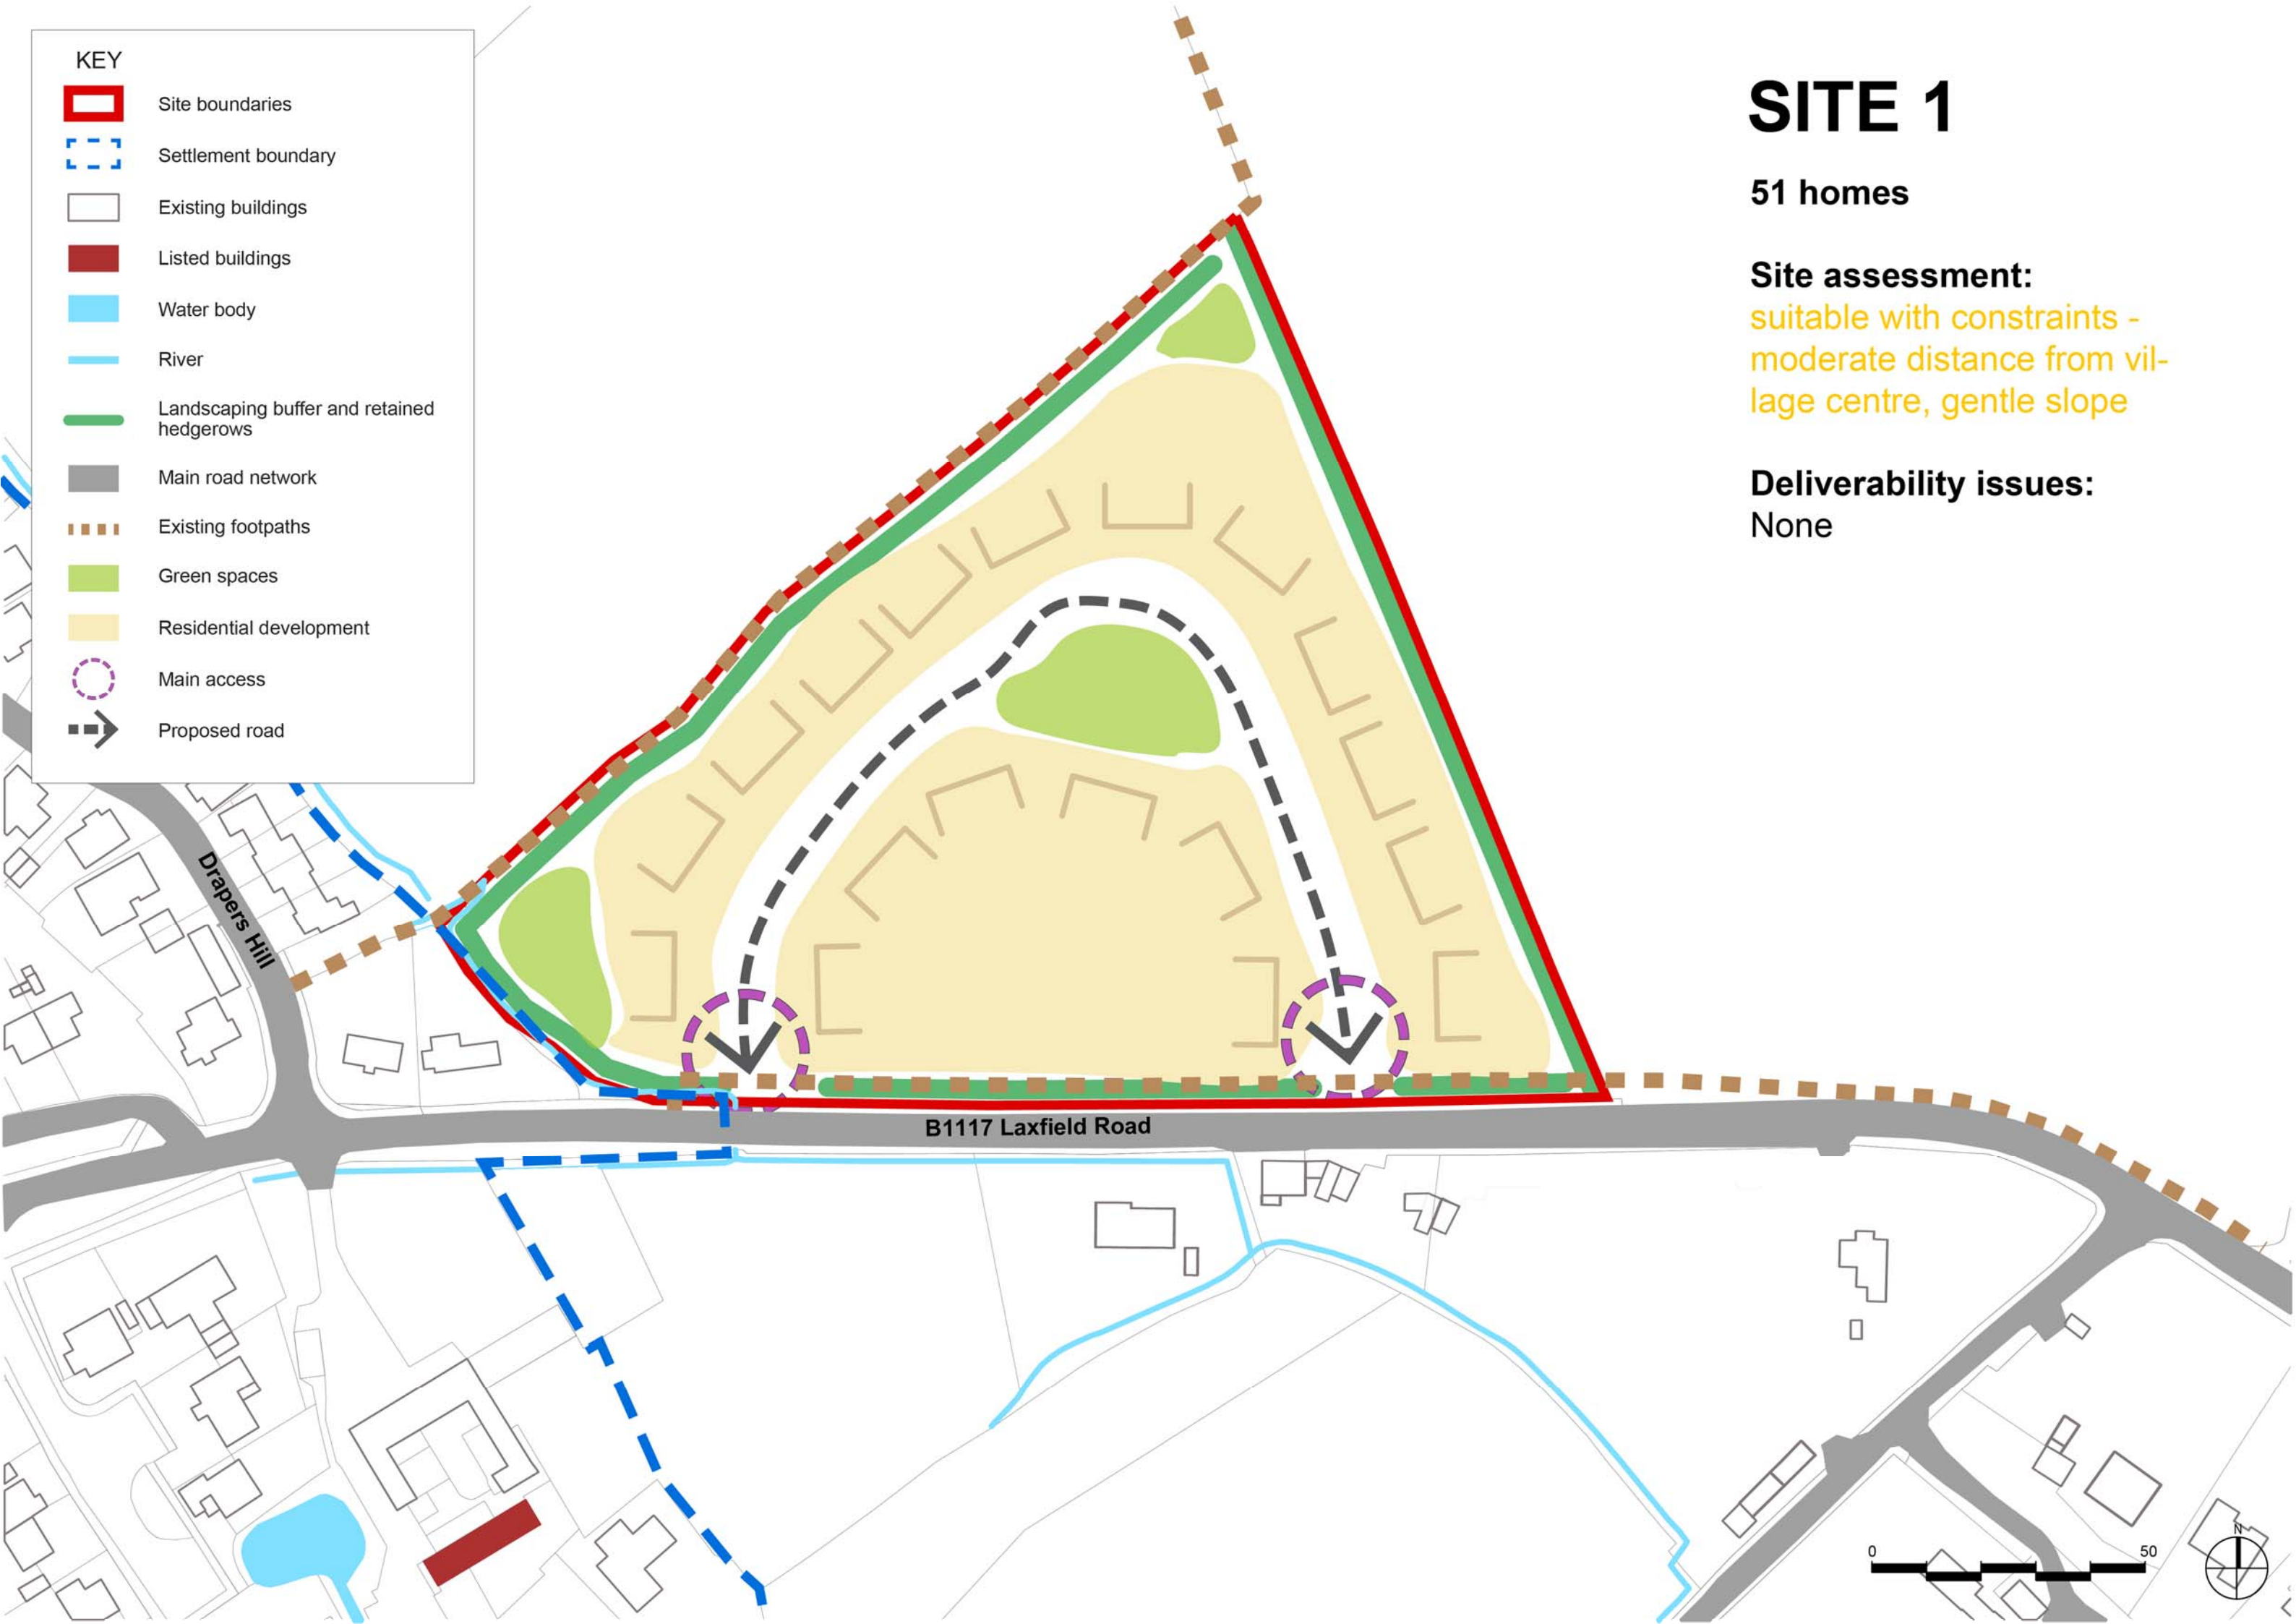 KEY
Site boundaries
Settlement boundary
Existing buildings
Listed buildings
Water body
River
Landscaping buffer and retained
hedgerows
Main road network
Existing footpaths
Green spaces
Residential development
Main access
Proposed road
SITE 1
51 homes
Site assessment:
suitable with constraints -
moderate distance from vil-
lage centre, gentle slope
Deliverability issues:
None
Drapers Hill
B1117 Laxfield Road
0 50
N